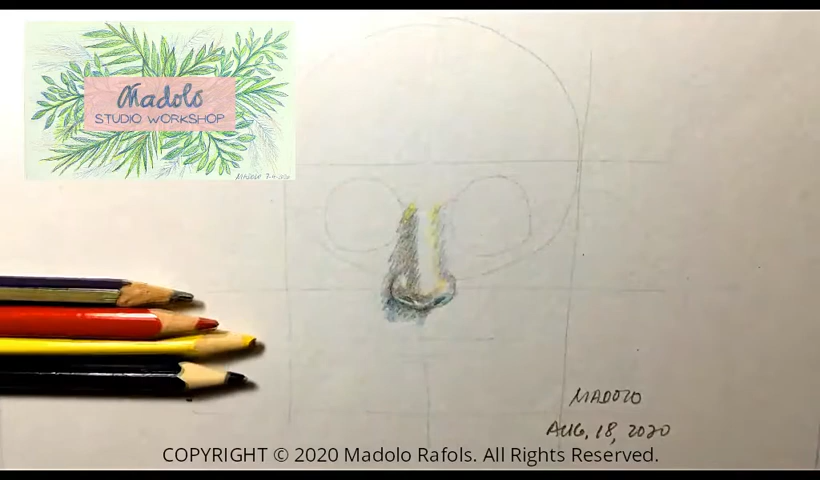 Madolo
STUDIO WORKSHOP
MADOLO
AUG, 18, 2020
COPYRIGHT © 2020 Madolo Rafols. All Rights Reserved.